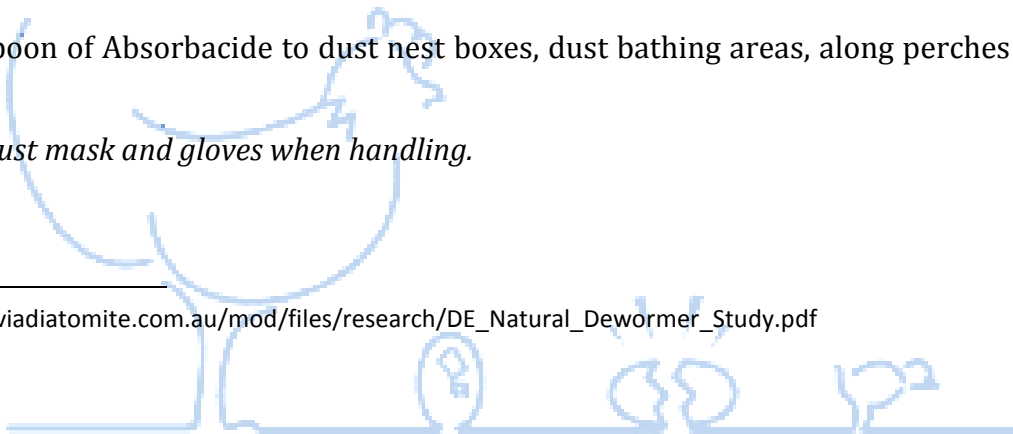 poon of Absorbacide to dust nest boxes, dust bathing areas, along perches
ust mask and gloves when handling.
viadiatomite.com.au/mod/files/research/DE_Natural_Dewormer_Study.pdf